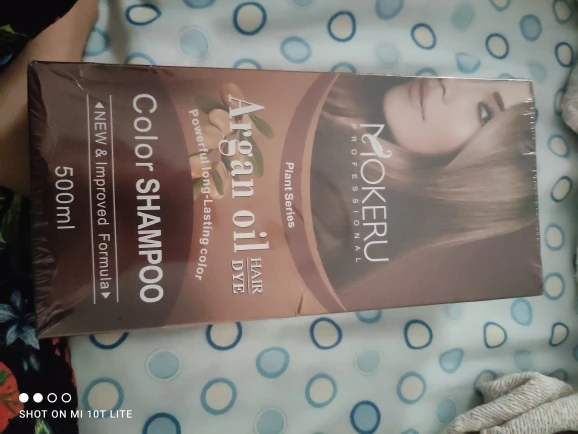 MOKERU
PROFESSIONAL
Plant Series
Argan oil
HAIR
DYE
Powerful long-Lasting color
Color SHAMPOO
◀NEW & Improved Formula▶
500ml
SHOT ON MI 10T LITE